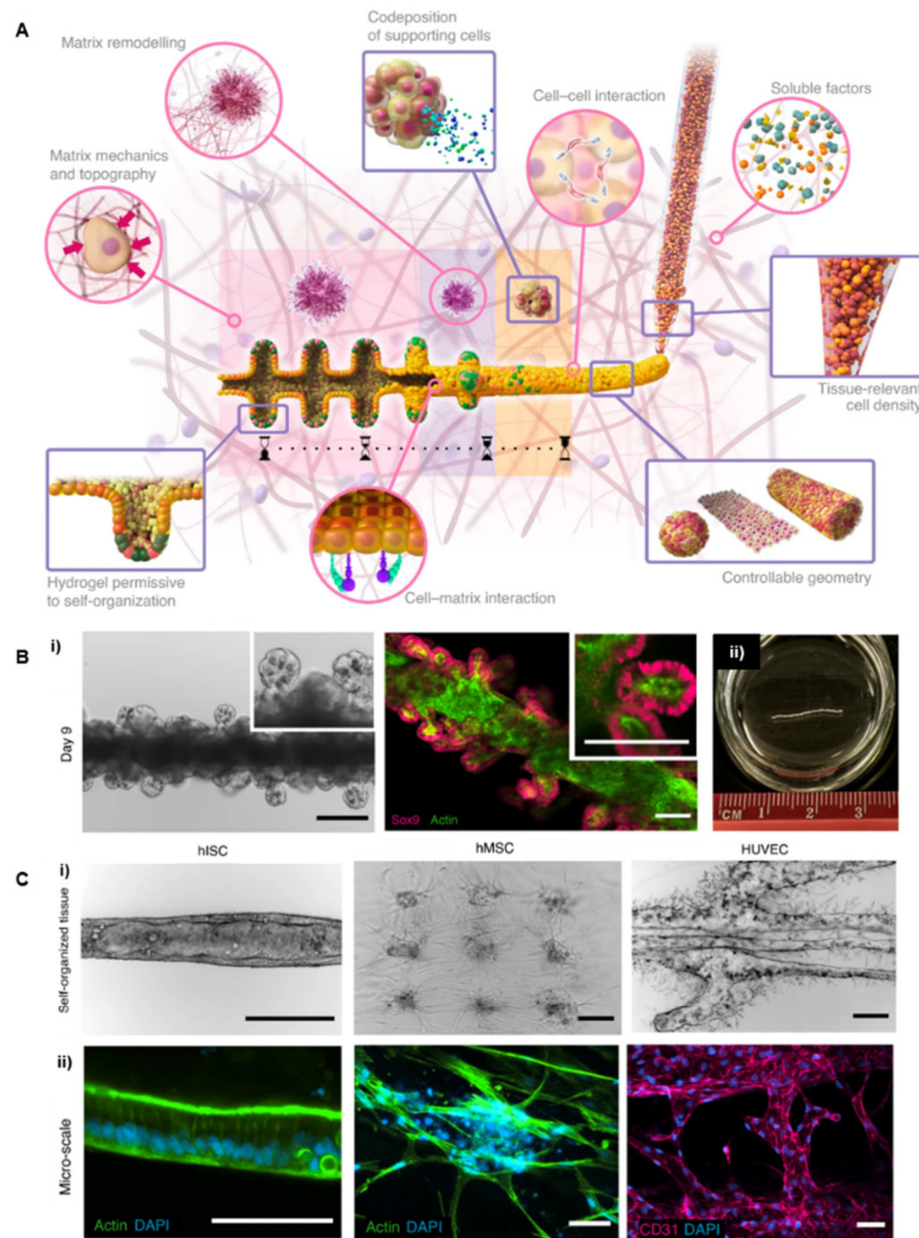 A
Matrix remodelling
Codeposition
of supporting cells
Cell–cell interaction
Soluble factors
Matrix mechanics
and topography
Tissue-relevant
cell density
Hydrogel permissive
to self-organization
Cell–matrix interaction
Controllable geometry
B
i)
ii)
Day 9
Sox9 Actin
CM 1 2 3
hISC
hMSC
HUVEC
C
i)
Self-organized tissue
ii)
Micro-scale
Actin DAPI
Actin DAPI
CD31 DAPI